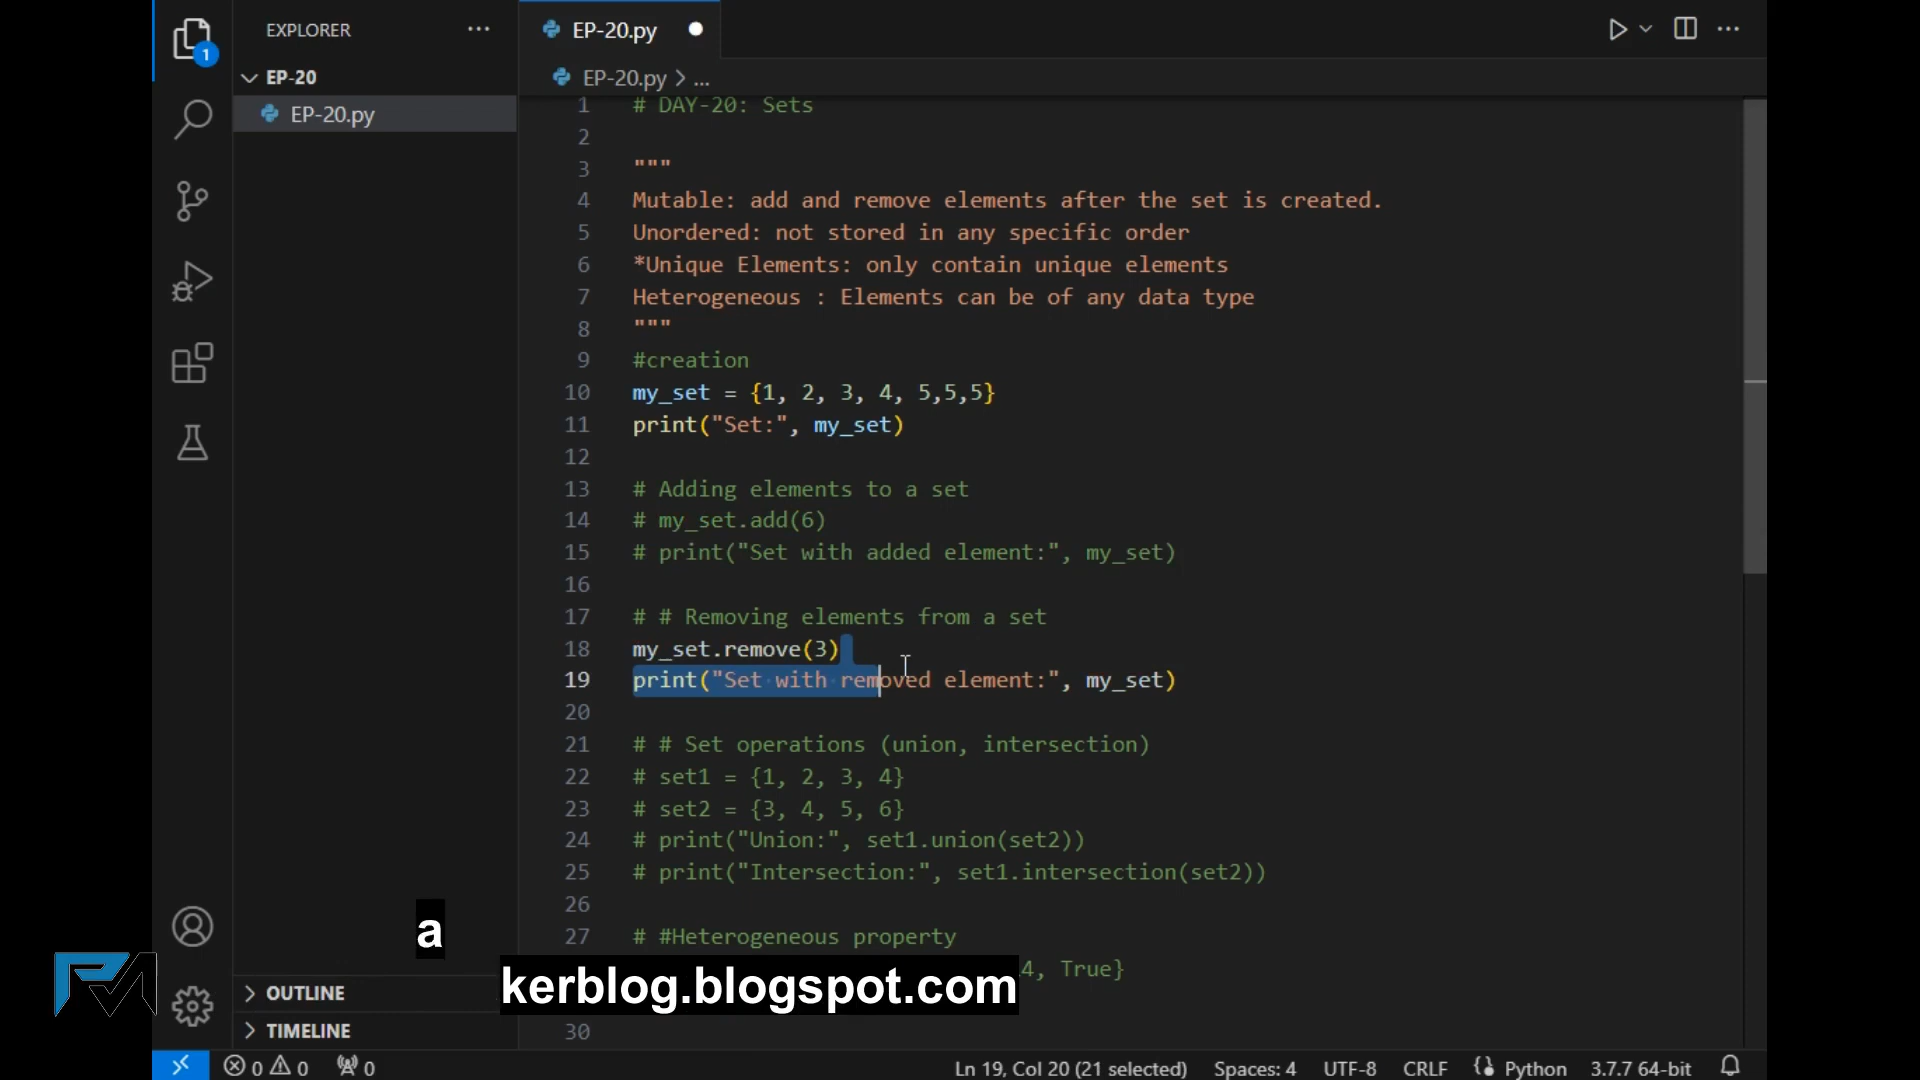 EXPLORER
EP-20
EP-20.py
1
EP-20.py
EP-20.py > ...
1 # DAY-20: Sets
2
3 """
4 Mutable: add and remove elements after the set is created.
5 Unordered: not stored in any specific order
6 *Unique Elements: only contain unique elements
7 Heterogeneous : Elements can be of any data type
8 """
9 #creation
10 my_set = {1, 2, 3, 4, 5,5,5}
11 print("Set:", my_set)
12
13 # Adding elements to a set
14 # my_set.add(6)
15 # print("Set with added element:", my_set)
16
17 # # Removing elements from a set
18 my_set.remove(3)
19 print("Set with removed element:", my_set)
20
21 # # Set operations (union, intersection)
22 # set1 = {1, 2, 3, 4}
23 # set2 = {3, 4, 5, 6}
24 # print("Union:", set1.union(set2))
25 # print("Intersection:", set1.intersection(set2))
26
27 # #Heterogeneous property
4, True}
30
a
kerblog.blogspot.com
OUTLINE
TIMELINE
0 0 0
Ln 19, Col 20 (21 selected) Spaces: 4 UTF-8 CRLF Python 3.7.7 64-bit